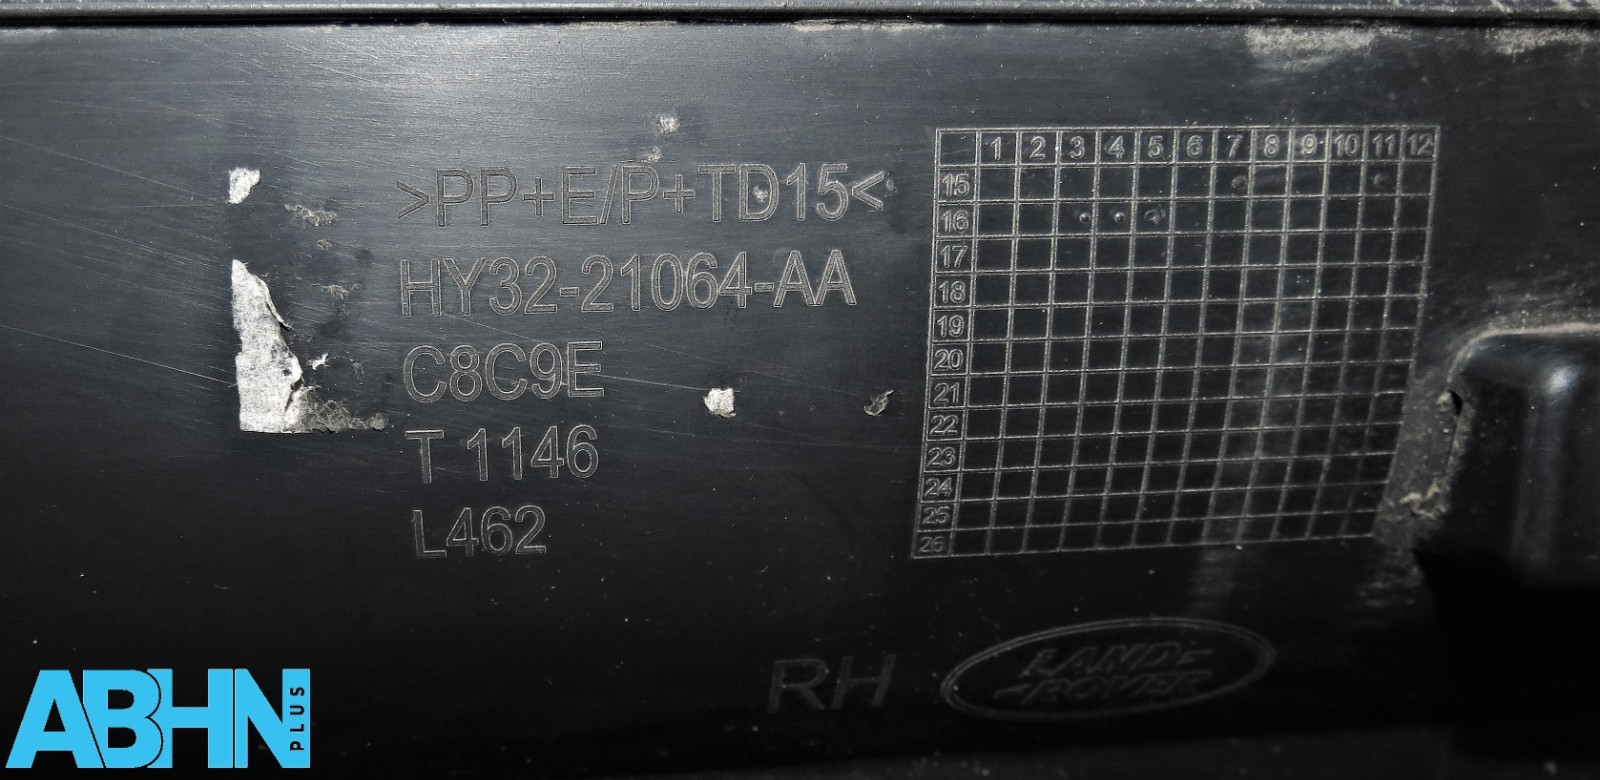 >PP+E/P+TD15<
HY32-21064-AA
C8C9E
T 1146
L462
1 2 3 4 5 6 7 8 9 10 11 12
15
16
17
18
19
20
21
22
23
24
25
26
RH
LAND-
-ROVER
ABHN
PLUS